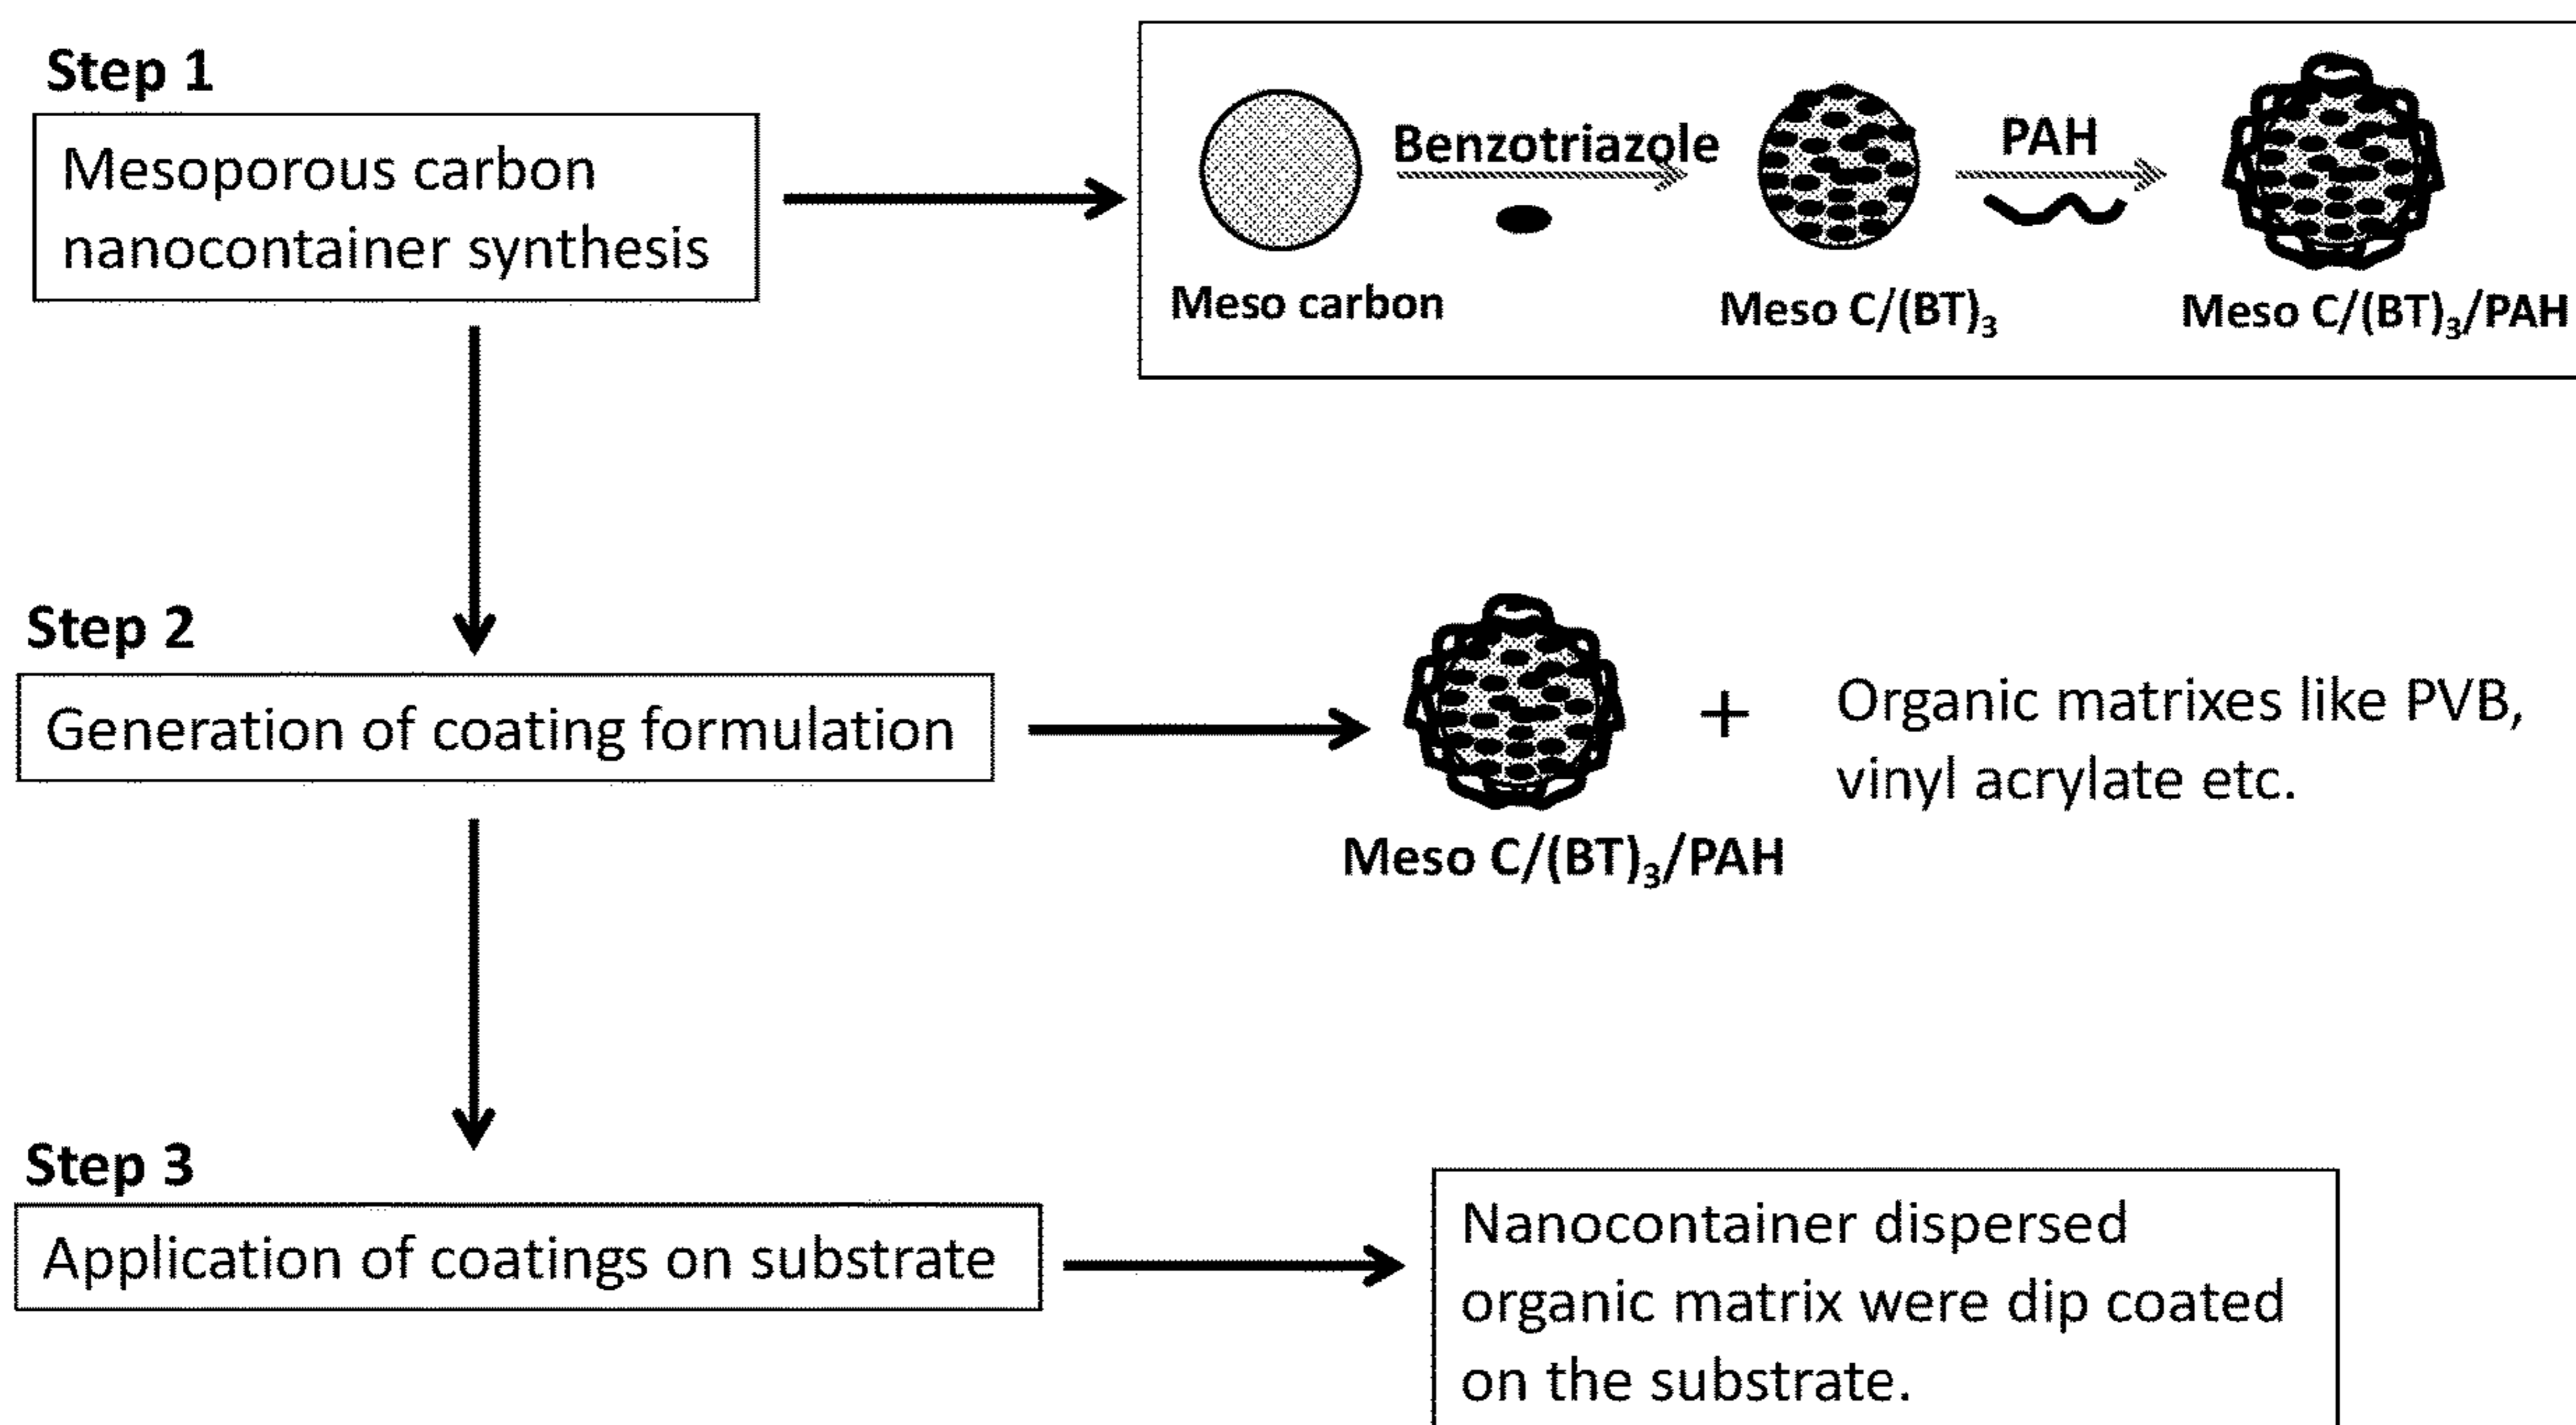 Step 1
Mesoporous carbon
nanocontainer synthesis
Benzotriazole
PAH
Meso carbon
Meso C/(BT)₃
Meso C/(BT)₃/PAH
Step 2
Generation of coating formulation
+
Organic matrixes like PVB,
vinyl acrylate etc.
Meso C/(BT)₃/PAH
Step 3
Application of coatings on substrate
Nanocontainer dispersed
organic matrix were dip coated
on the substrate.